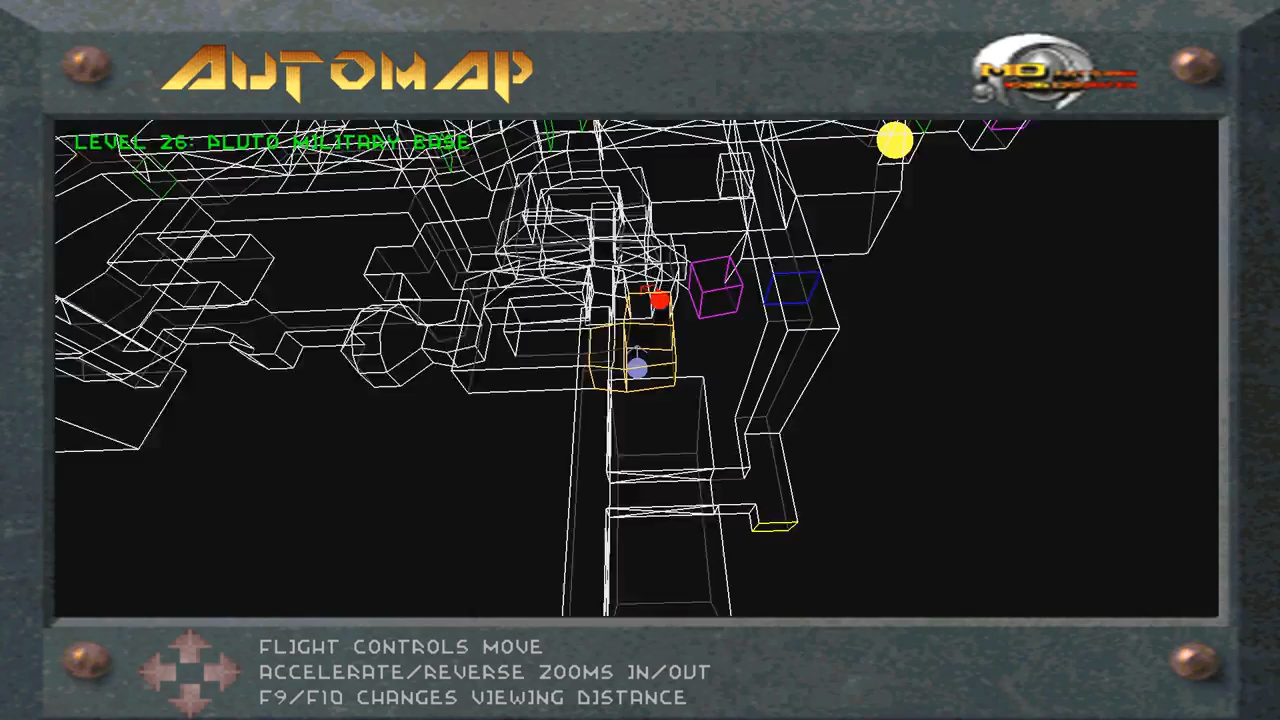 AUTOMAP
MD
LEVEL 26: PLUTO MILITARY BASE
FLIGHT CONTROLS MOVE
ACCELERATE/REVERSE ZOOMS IN/OUT
F9/F10 CHANGES VIEWING DISTANCE